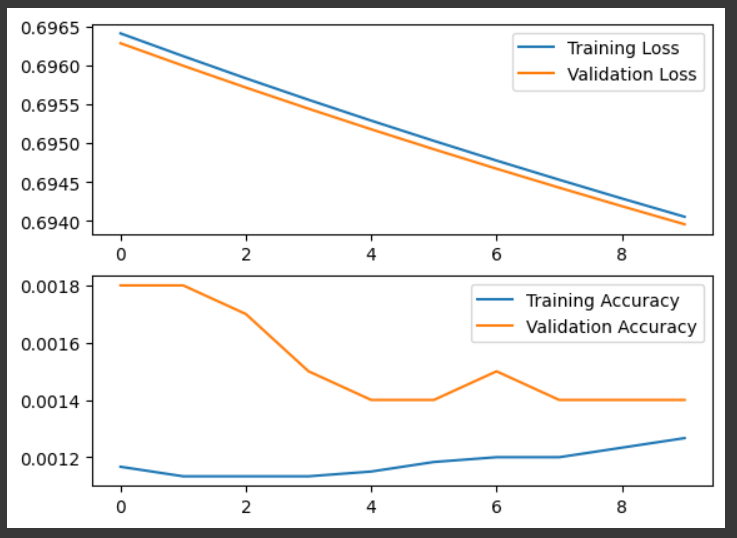 0.6965
0.6960
0.6955
0.6950
0.6945
0.6940
Training Loss
Validation Loss
0 2 4 6 8
0.0018
0.0016
0.0014
0.0012
Training Accuracy
Validation Accuracy
0 2 4 6 8